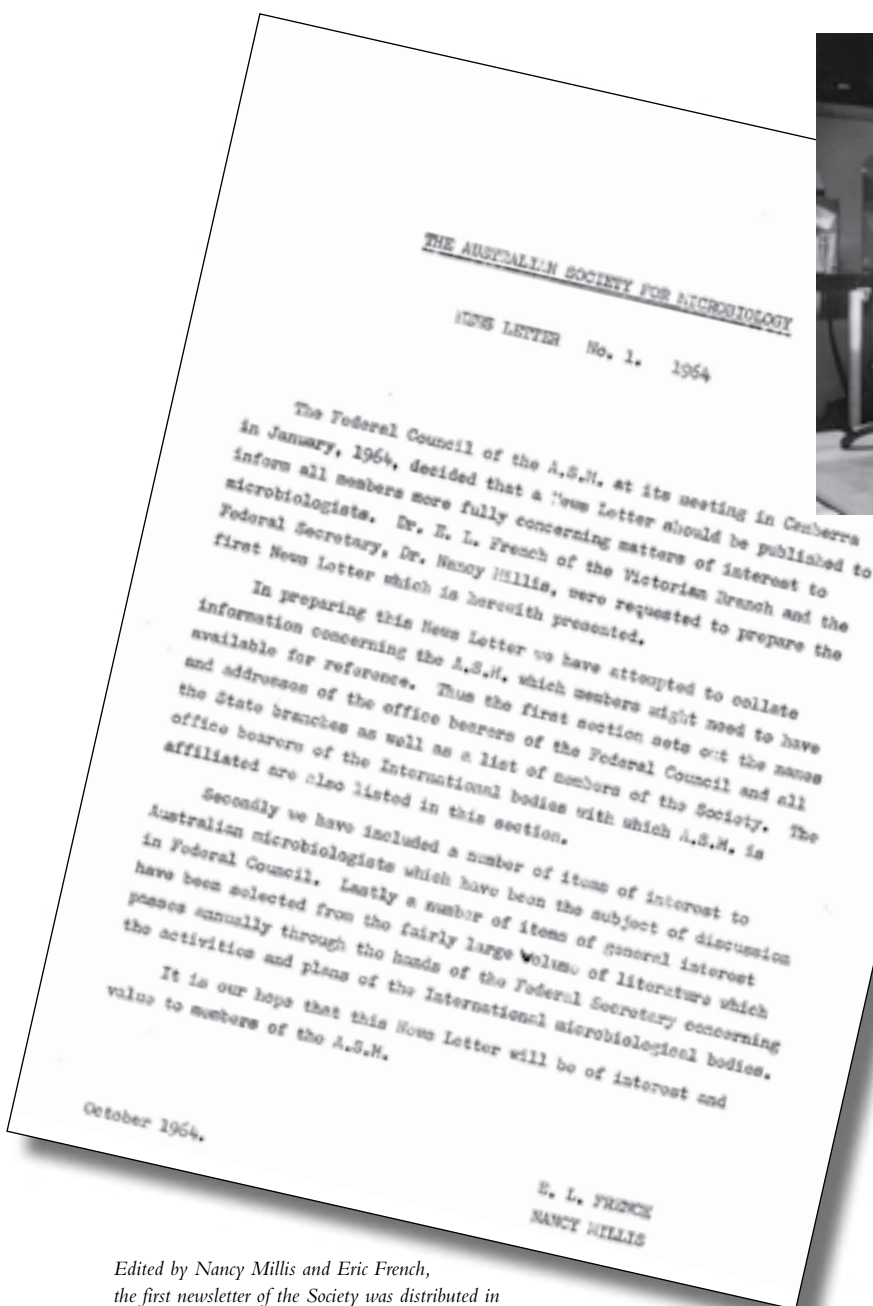 THE AUSTRALIAN SOCIETY FOR MICROBIOLOGY
NEWS LETTER No. 1. 1964
The Federal Council of the A.S.M. at its meeting in Canberra
in January, 1964, decided that a News Letter should be published to
inform all members more fully concerning matters of interest to
microbiologists. Dr. E. L. French of the Victorian Branch and the
Federal Secretary, Dr. Nancy Millis, were requested to prepare the
first News Letter which is herewith presented.
In preparing this News Letter we have attempted to collate
information concerning the A.S.M. which members might need to have
available for reference. Thus the first section sets out the names
and addresses of the office bearers of the Federal Council and all
the State branches as well as a list of members of the Society. The
office bearers of the International bodies with which A.S.M. is
affiliated are also listed in this section.
Secondly we have included a number of items of interest to
Australian microbiologists which have been the subject of discussion
in Federal Council. Lastly a number of items of general interest
have been selected from the fairly large volume of literature which
passes annually through the hands of the Federal Secretary concerning
the activities and plans of the International microbiological bodies.
It is our hope that this News Letter will be of interest and
value to members of the A.S.M.
October 1964.
E. L. FRENCH
NANCY MILLIS
Edited by Nancy Millis and Eric French,
the first newsletter of the Society was distributed in